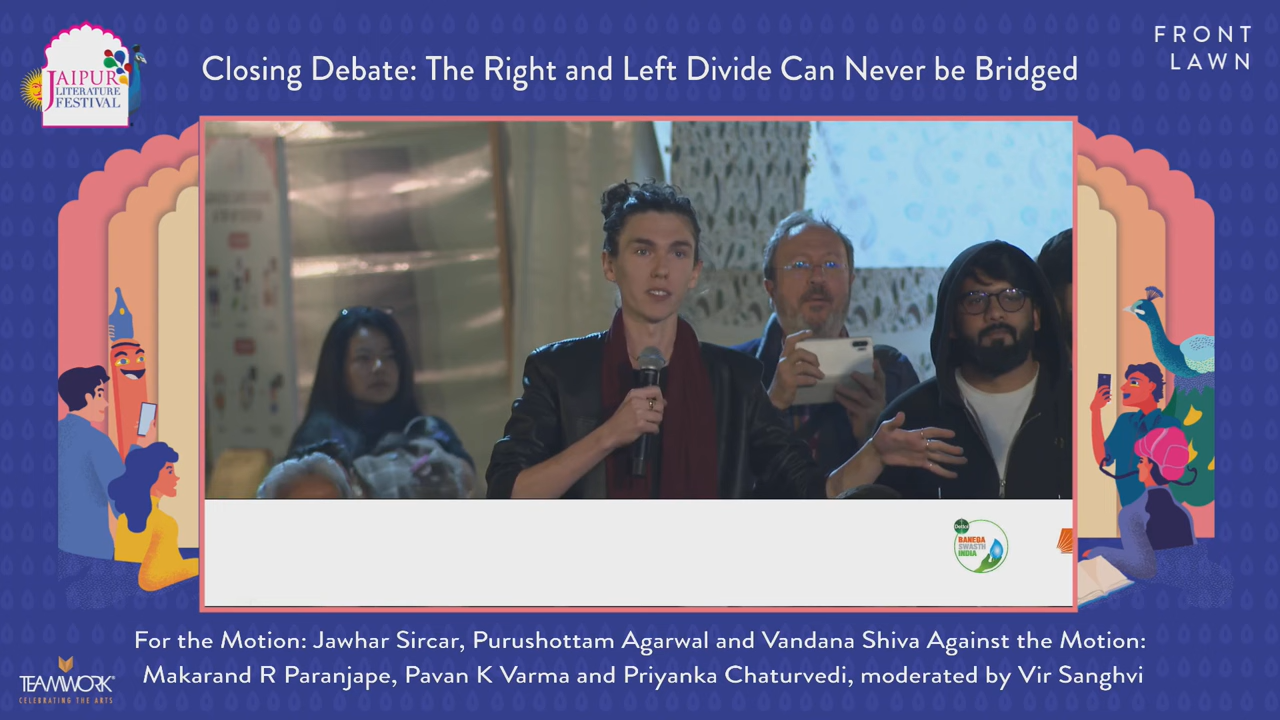 JAIPUR
LITERATURE
FESTIVAL
Closing Debate: The Right and Left Divide Can Never be Bridged
FRONT
LAWN
Dettol
BANEGA
SWASTH
INDIA
For the Motion: Jawhar Sircar, Purushottam Agarwal and Vandana Shiva Against the Motion:
Makarand R Paranjape, Pavan K Varma and Priyanka Chaturvedi, moderated by Vir Sanghvi
TEAMWORK
CELEBRATING THE ARTS